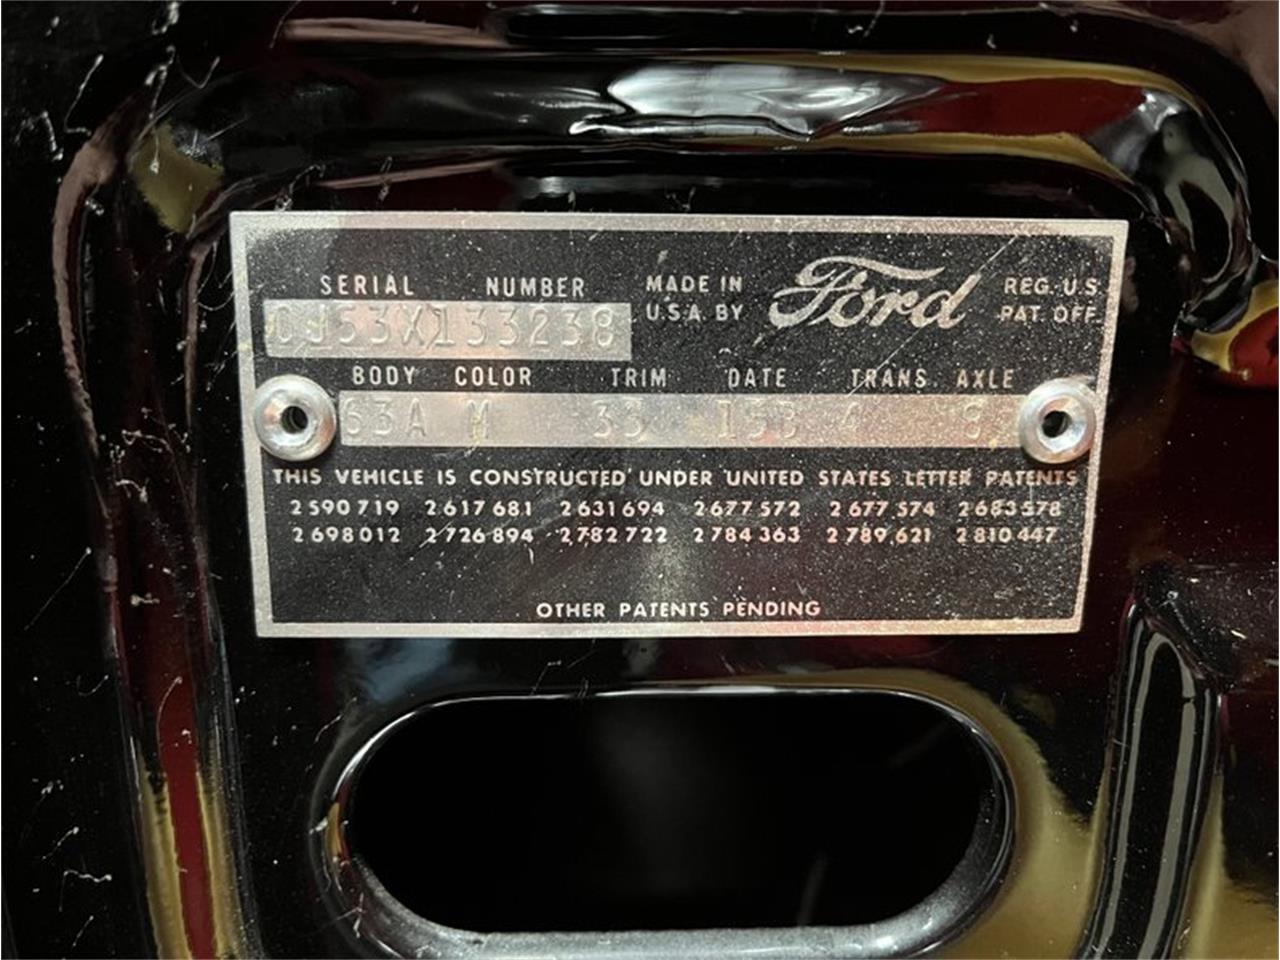 SERIAL NUMBER MADE IN Ford REG. U.S.
CJ53X133238 U.S.A. BY PAT. OFF.
BODY COLOR TRIM DATE TRANS AXLE
63A M 33 15B 4 8
THIS VEHICLE IS CONSTRUCTED UNDER UNITED STATES LETTER PATENTS
2 590 719 2 617 681 2 631 694 2 677 572 2 677 574 2 683 578
2 698 012 2 726 894 2 782 722 2 784 363 2 789 621 2 810 447
OTHER PATENTS PENDING